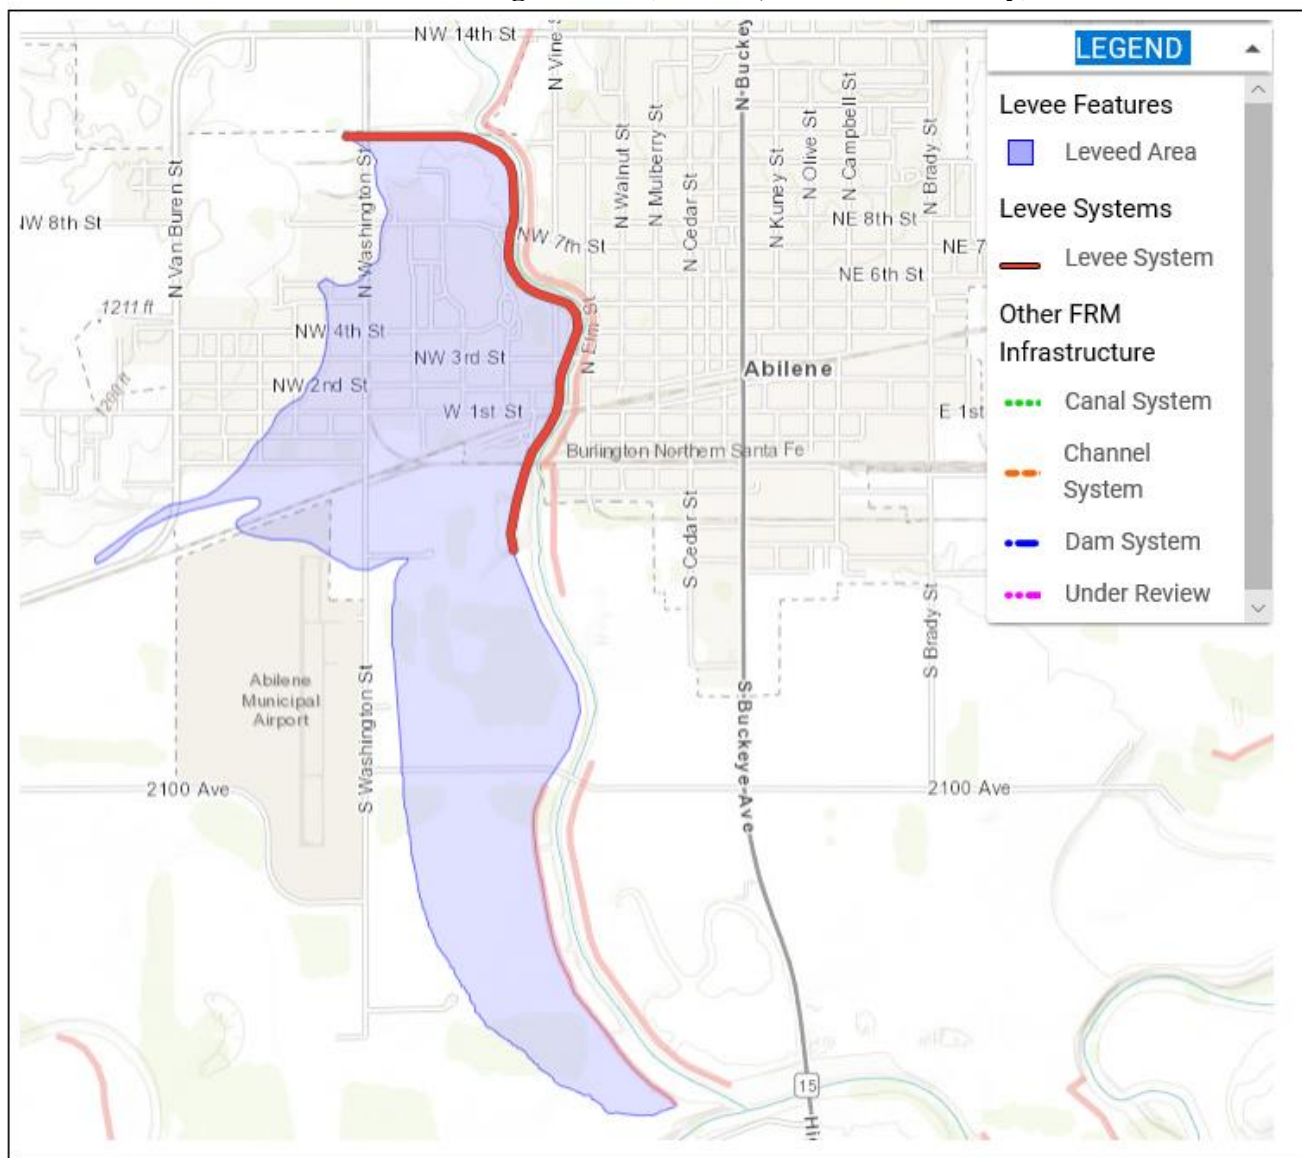 NW 14th St
N Vine S
N Buckey
LEGEND
Levee Features
Leveed Area
Levee Systems
Levee System
Other FRM
Infrastructure
Canal System
Channel
System
Dam System
Under Review
N Van Buren St
N Washington St
N Walnut St
N Mulberry St
N Cedar St
N Kuney St
N Olive St
N Campbell St
N Brady St
NW 8th St
NW 7th St
NE 8th St
NE 7
NE 6th St
1211 ft
1200 ft
NW 4th St
NW 3rd St
N Elm St
Abilene
NW 2nd St
W 1st St
E 1st
Burlington Northern Santa Fe
S Cedar St
S Brady St
Abilene
Municipal
Airport
S Washington St
S Buckeye Ave
2100 Ave
2100 Ave
15